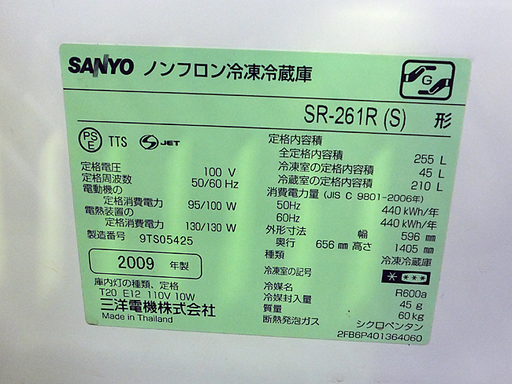 SANYO ノンフロン冷凍冷蔵庫
G
SR-261R (S) 形
PS E TTS S-JET
定格電圧 100 V
定格周波数 50/60 Hz
電動機の
定格消費電力 95/100 W
電熱装置の
定格消費電力 130/130 W
製造番号 9TS05425
2009 年製
庫内灯の種類、定格
T20 E12 110V 10W
三洋電機株式会社
Made in Thailand
定格内容積
全定格内容積 255 L
冷凍室の定格内容積 45 L
冷蔵室の定格内容積 210 L
消費電力量 (JIS C 9801-2006年)
50Hz 440 kWh/年
60Hz 440 kWh/年
外形寸法 幅 596 mm
奥行 656 mm 高さ 1405 mm
種類 冷凍冷蔵庫
冷凍室の記号 * ***
冷媒名 R600a
冷媒封入量 45 g
質量 60 kg
断熱発泡ガス シクロペンタン
2FB6P401364060